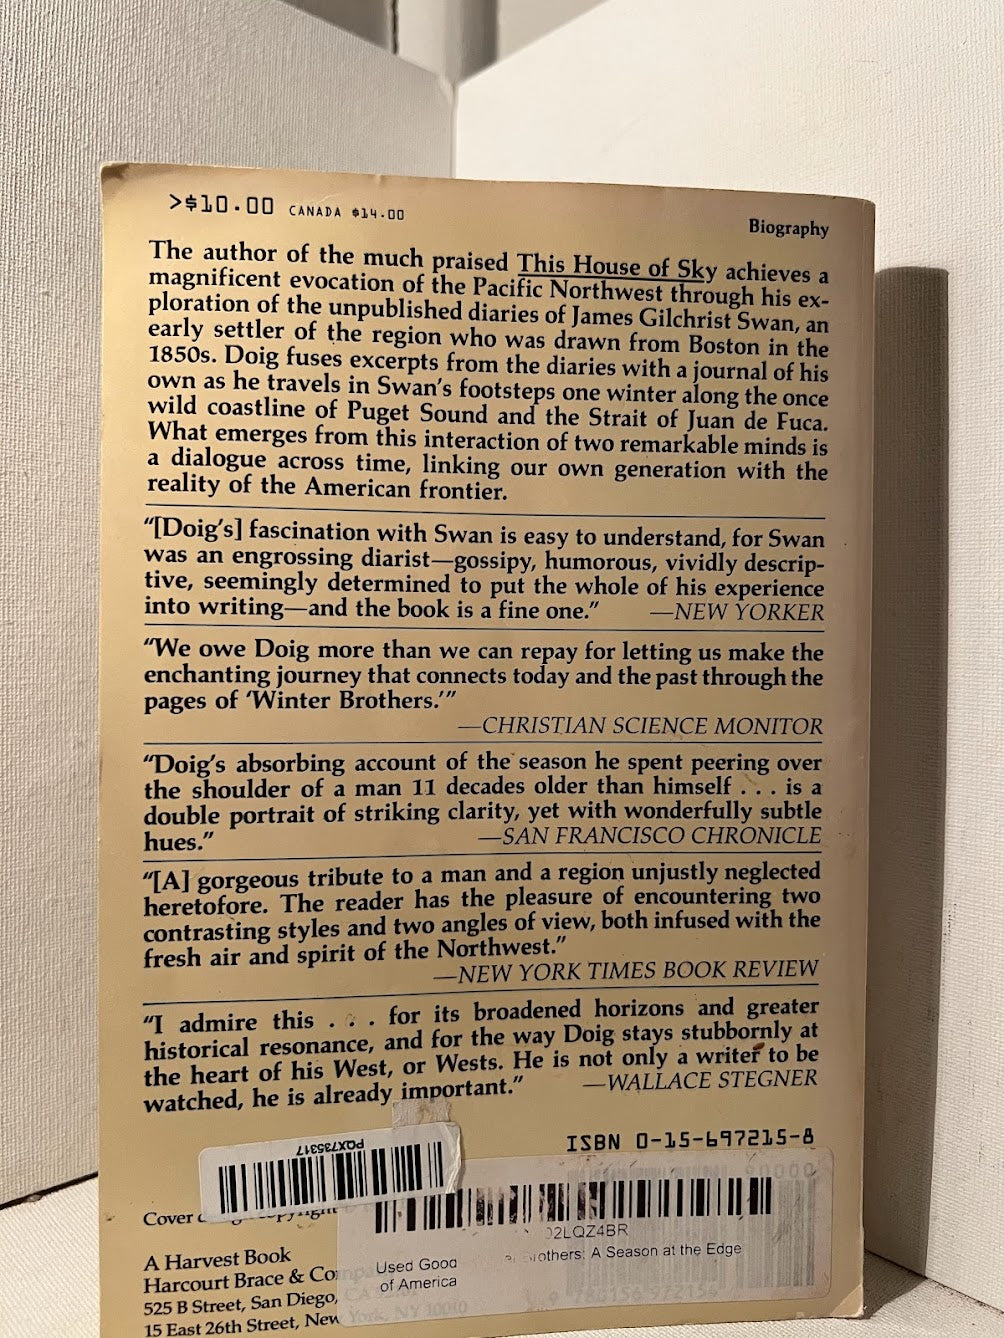 >$10.00 CANADA $14.00
Biography
The author of the much praised This House of Sky achieves a
magnificent evocation of the Pacific Northwest through his ex-
ploration of the unpublished diaries of James Gilchrist Swan, an
early settler of the region who was drawn from Boston in the
1850s. Doig fuses excerpts from the diaries with a journal of his
own as he travels in Swan's footsteps one winter along the once
wild coastline of Puget Sound and the Strait of Juan de Fuca.
What emerges from this interaction of two remarkable minds is
a dialogue across time, linking our own generation with the
reality of the American frontier.
"[Doig's] fascination with Swan is easy to understand, for Swan
was an engrossing diarist—gossipy, humorous, vividly descrip-
tive, seemingly determined to put the whole of his experience
into writing—and the book is a fine one." —NEW YORKER
"We owe Doig more than we can repay for letting us make the
enchanting journey that connects today and the past through the
pages of 'Winter Brothers.'"
—CHRISTIAN SCIENCE MONITOR
"Doig's absorbing account of the season he spent peering over
the shoulder of a man 11 decades older than himself . . . is a
double portrait of striking clarity, yet with wonderfully subtle
hues." —SAN FRANCISCO CHRONICLE
"[A] gorgeous tribute to a man and a region unjustly neglected
heretofore. The reader has the pleasure of encountering two
contrasting styles and two angles of view, both infused with the
fresh air and spirit of the Northwest."
—NEW YORK TIMES BOOK REVIEW
"I admire this . . . for its broadened horizons and greater
historical resonance, and for the way Doig stays stubbornly at
the heart of his West, or Wests. He is not only a writer to be
watched, he is already important." —WALLACE STEGNER
PQX735317
ISBN 0-15-697215-8
90000
02LQZ4BR
Cover
Used Good Brothers: A Season at the Edge
of America
A Harvest Book
Harcourt Brace &
525 B Street, San Diego, CA
15 East 26th Street, New York, NY 10010